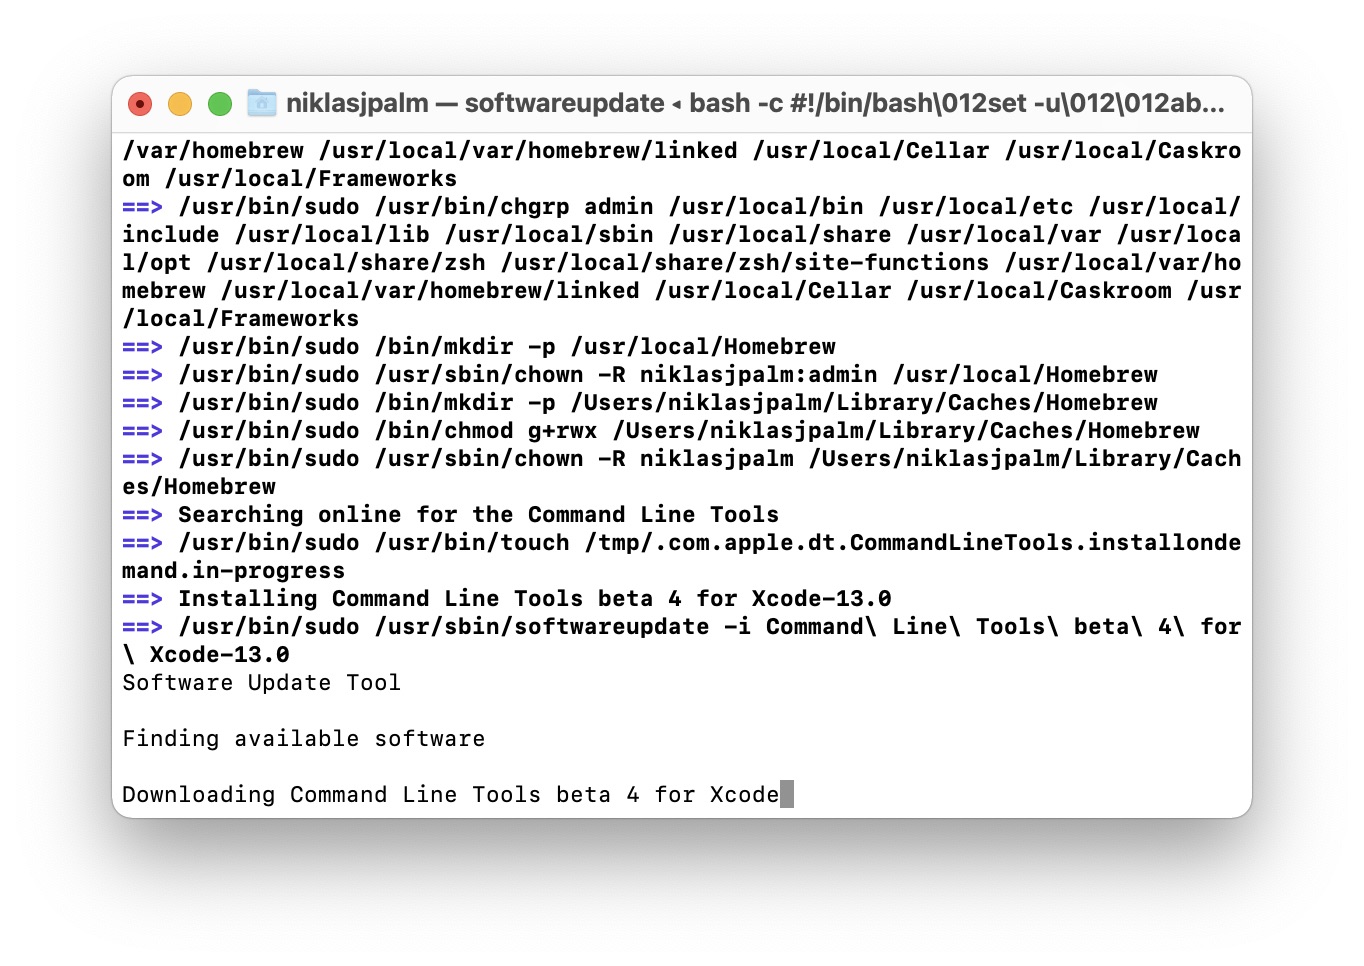 niklasjpalm — softwareupdate ◂ bash -c #!/bin/bash\012set -u\012\012ab...
/var/homebrew /usr/local/var/homebrew/linked /usr/local/Cellar /usr/local/Caskro
om /usr/local/Frameworks
==> /usr/bin/sudo /usr/bin/chgrp admin /usr/local/bin /usr/local/etc /usr/local/
include /usr/local/lib /usr/local/sbin /usr/local/share /usr/local/var /usr/loca
l/opt /usr/local/share/zsh /usr/local/share/zsh/site-functions /usr/local/var/ho
mebrew /usr/local/var/homebrew/linked /usr/local/Cellar /usr/local/Caskroom /usr
/local/Frameworks
==> /usr/bin/sudo /bin/mkdir -p /usr/local/Homebrew
==> /usr/bin/sudo /usr/sbin/chown -R niklasjpalm:admin /usr/local/Homebrew
==> /usr/bin/sudo /bin/mkdir -p /Users/niklasjpalm/Library/Caches/Homebrew
==> /usr/bin/sudo /bin/chmod g+rwx /Users/niklasjpalm/Library/Caches/Homebrew
==> /usr/bin/sudo /usr/sbin/chown -R niklasjpalm /Users/niklasjpalm/Library/Cach
es/Homebrew
==> Searching online for the Command Line Tools
==> /usr/bin/sudo /usr/bin/touch /tmp/.com.apple.dt.CommandLineTools.installonde
mand.in-progress
==> Installing Command Line Tools beta 4 for Xcode-13.0
==> /usr/bin/sudo /usr/sbin/softwareupdate -i Command\ Line\ Tools\ beta\ 4\ for
\ Xcode-13.0
Software Update Tool
Finding available software
Downloading Command Line Tools beta 4 for Xcode